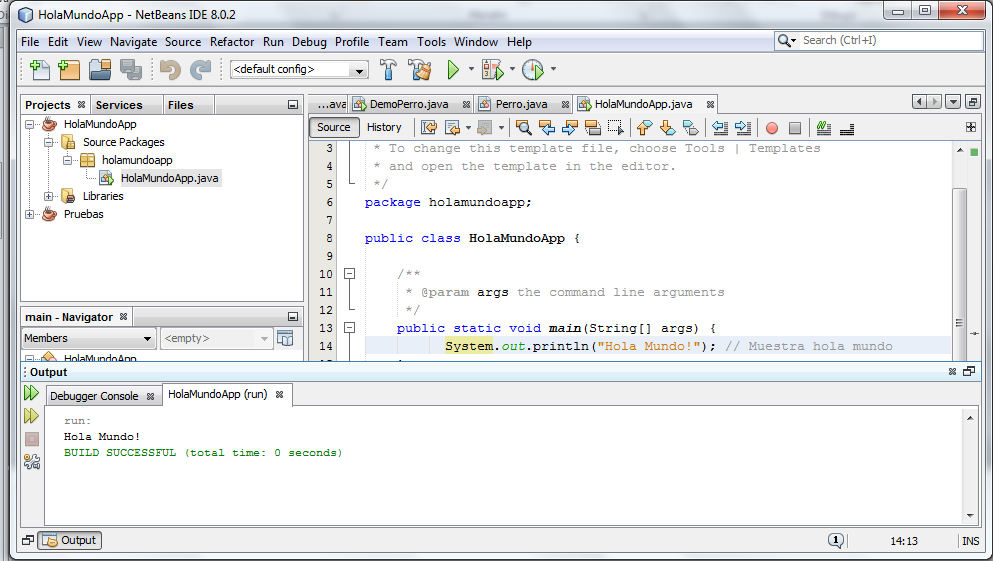 HolaMundoApp - NetBeans IDE 8.0.2
File Edit View Navigate Source Refactor Run Debug Profile Team Tools Window Help
Search (Ctrl+I)
<default config>
Projects Services Files
HolaMundoApp
Source Packages
holamundoapp
HolaMundoApp.java
Libraries
Pruebas
main - Navigator
Members <empty>
HolaMundoApp
...ava DemoPerro.java Perro.java HolaMundoApp.java
Source History
3 * To change this template file, choose Tools | Templates
4 * and open the template in the editor.
5 */
6 package holamundoapp;
7
8 public class HolaMundoApp {
9
10 /**
11 * @param args the command line arguments
12 */
13 public static void main(String[] args) {
14 System.out.println("Hola Mundo!"); // Muestra hola mundo
Output
Debugger Console HolaMundoApp (run)
run:
Hola Mundo!
BUILD SUCCESSFUL (total time: 0 seconds)
Output
1 14:13 INS